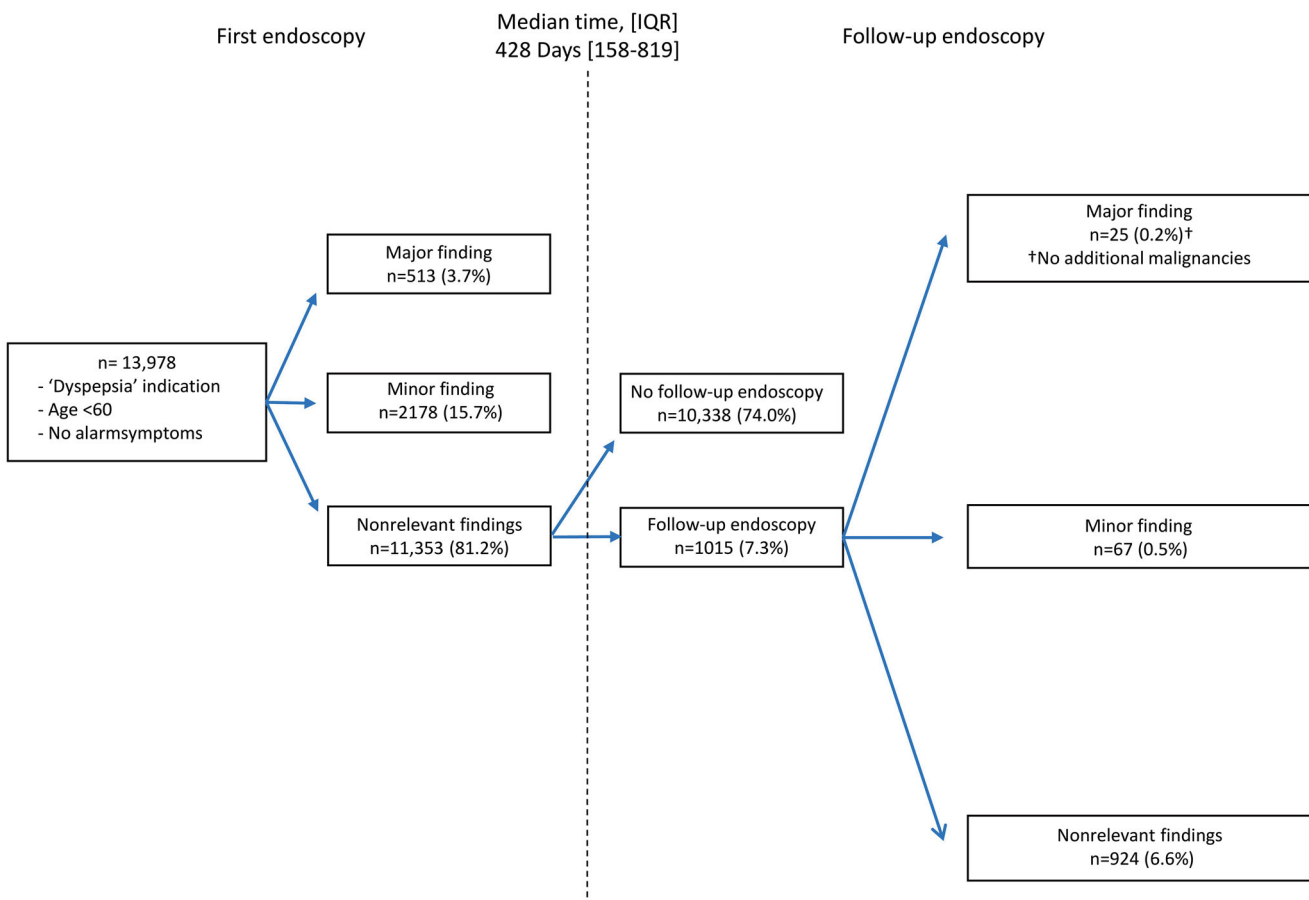 First endoscopy
Median time, [IQR]
428 Days [158-819]
Follow-up endoscopy
n= 13,978
- ‘Dyspepsia’ indication
- Age <60
- No alarmsymptoms
Major finding
n=513 (3.7%)
Minor finding
n=2178 (15.7%)
Nonrelevant findings
n=11,353 (81.2%)
No follow-up endoscopy
n=10,338 (74.0%)
Follow-up endoscopy
n=1015 (7.3%)
Major finding
n=25 (0.2%)†
†No additional malignancies
Minor finding
n=67 (0.5%)
Nonrelevant findings
n=924 (6.6%)